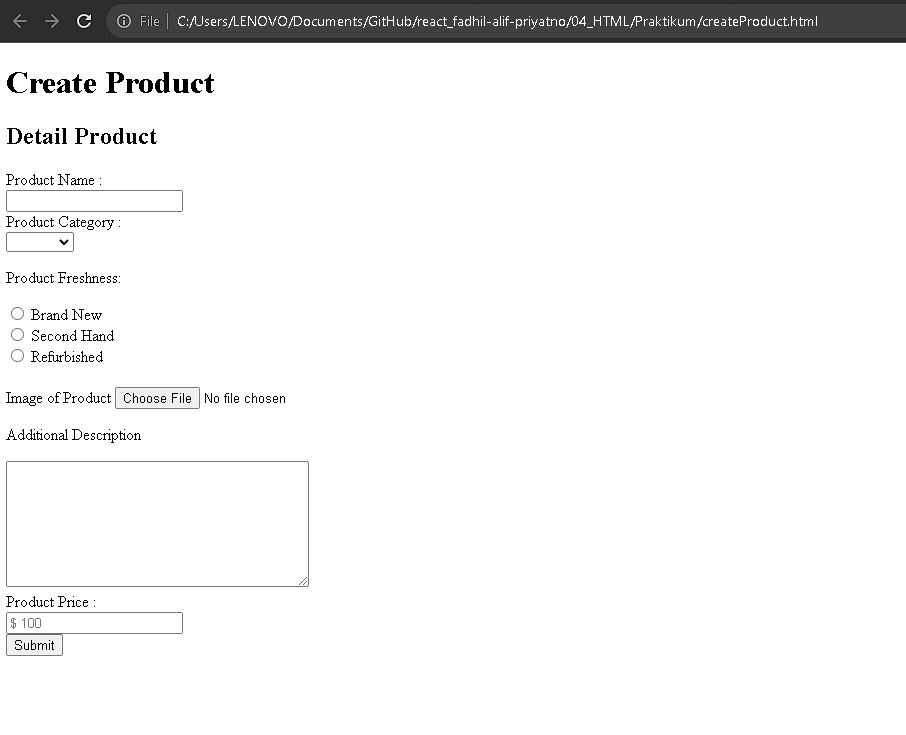 File C:/Users/LENOVO/Documents/GitHub/react_fadhil-alif-priyatno/04_HTML/Praktikum/createProduct.html
Create Product
Detail Product
Product Name :
Product Category :
Product Freshness:
Brand New
Second Hand
Refurbished
Image of Product Choose File No file chosen
Additional Description
Product Price :
$ 100
Submit